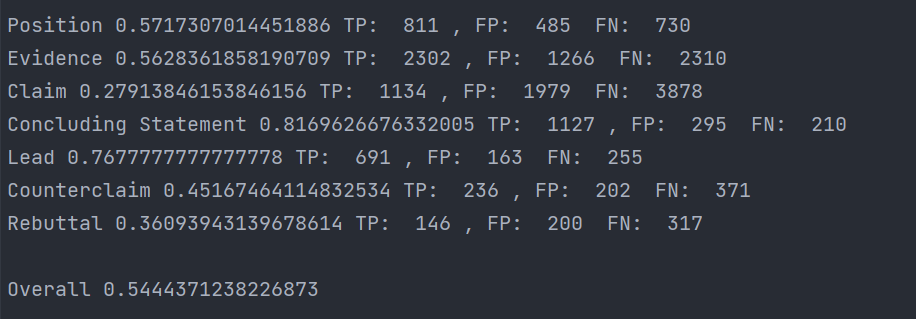 Position 0.5717307014451886 TP:  811 , FP:  485  FN:  730
Evidence 0.5628361858190709 TP:  2302 , FP:  1266  FN:  2310
Claim 0.27913846153846156 TP:  1134 , FP:  1979  FN:  3878
Concluding Statement 0.8169626676332005 TP:  1127 , FP:  295  FN:  210
Lead 0.7677777777777778 TP:  691 , FP:  163  FN:  255
Counterclaim 0.45167464114832534 TP:  236 , FP:  202  FN:  371
Rebuttal 0.36093943139678614 TP:  146 , FP:  200  FN:  317
Overall 0.5444371238226873